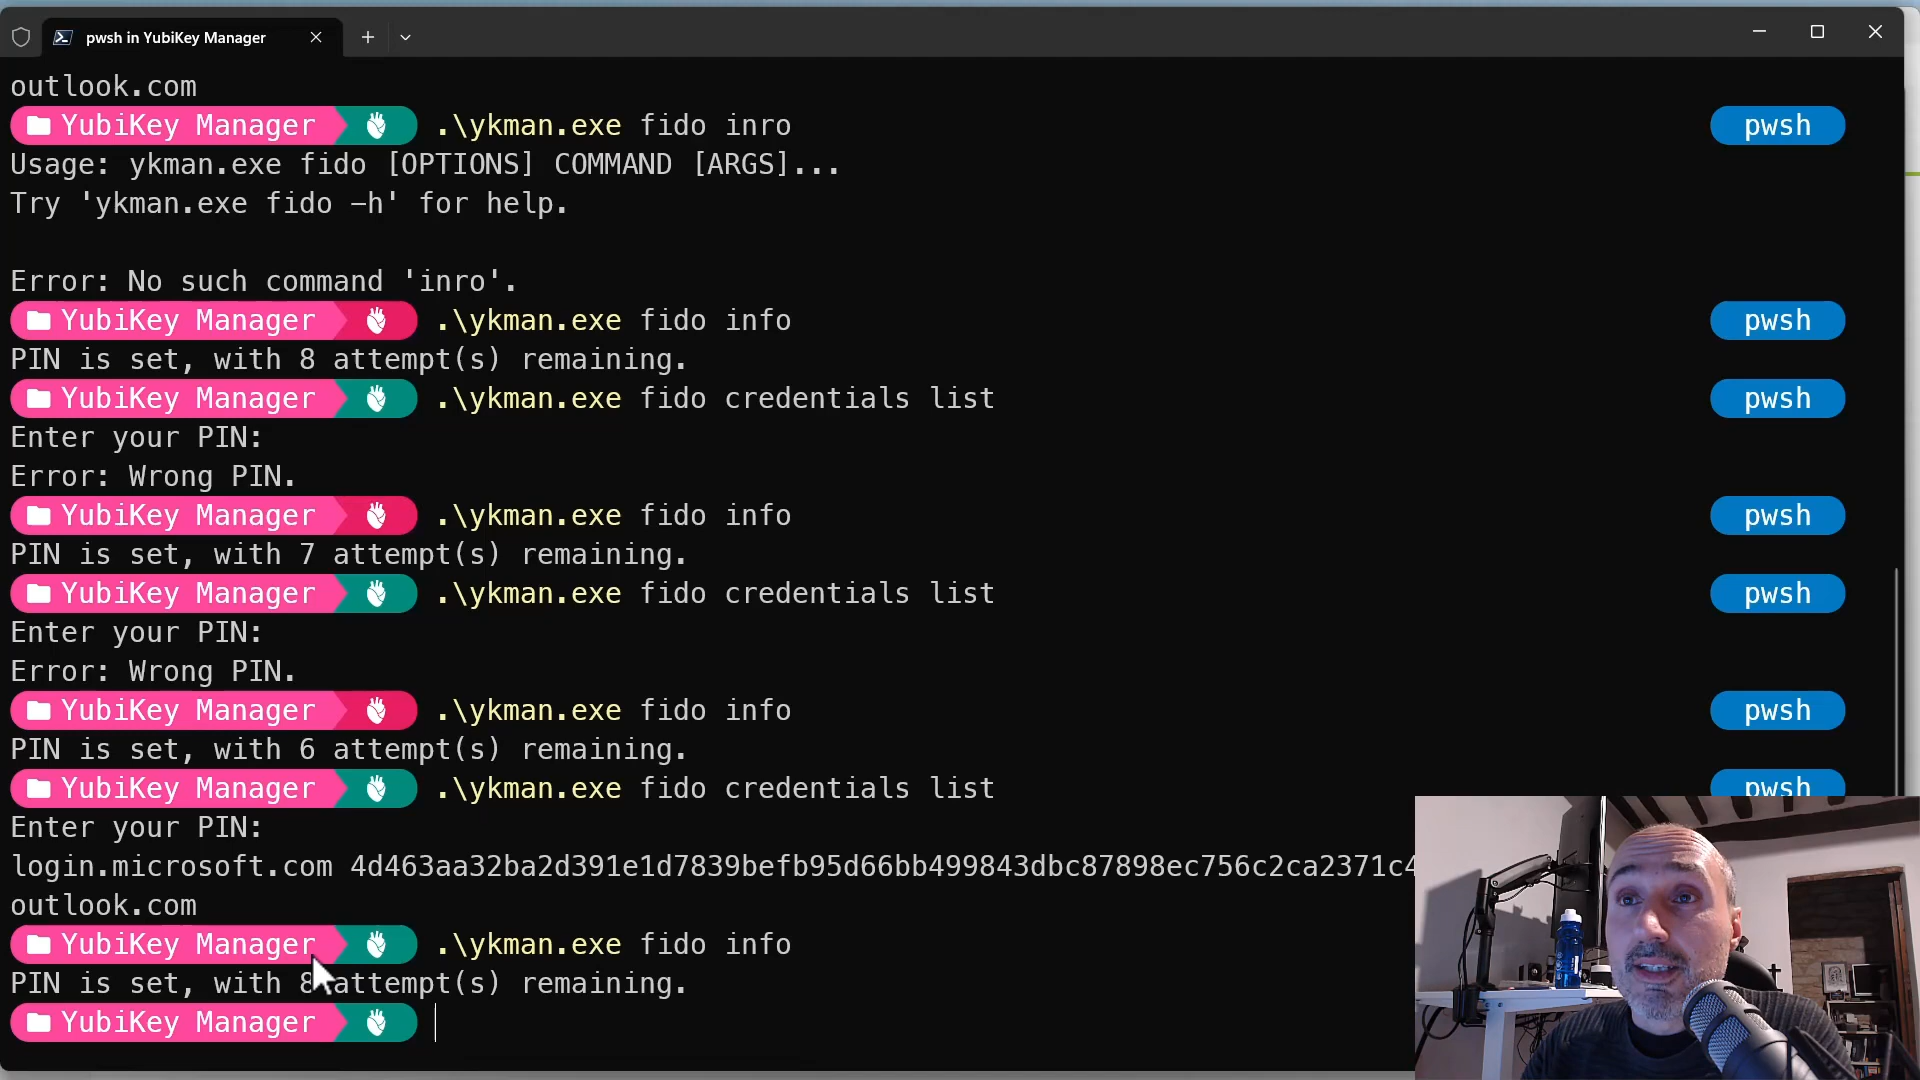 pwsh in YubiKey Manager
outlook.com
YubiKey Manager .\ykman.exe fido inro pwsh
Usage: ykman.exe fido [OPTIONS] COMMAND [ARGS]...
Try 'ykman.exe fido -h' for help.
Error: No such command 'inro'.
YubiKey Manager .\ykman.exe fido info pwsh
PIN is set, with 8 attempt(s) remaining.
YubiKey Manager .\ykman.exe fido credentials list pwsh
Enter your PIN:
Error: Wrong PIN.
YubiKey Manager .\ykman.exe fido info pwsh
PIN is set, with 7 attempt(s) remaining.
YubiKey Manager .\ykman.exe fido credentials list pwsh
Enter your PIN:
Error: Wrong PIN.
YubiKey Manager .\ykman.exe fido info pwsh
PIN is set, with 6 attempt(s) remaining.
YubiKey Manager .\ykman.exe fido credentials list pwsh
Enter your PIN:
login.microsoft.com 4d463aa32ba2d391e1d7839befb95d66bb499843dbc87898ec756c2ca2371c4
outlook.com
YubiKey Manager .\ykman.exe fido info
PIN is set, with 8 attempt(s) remaining.
YubiKey Manager